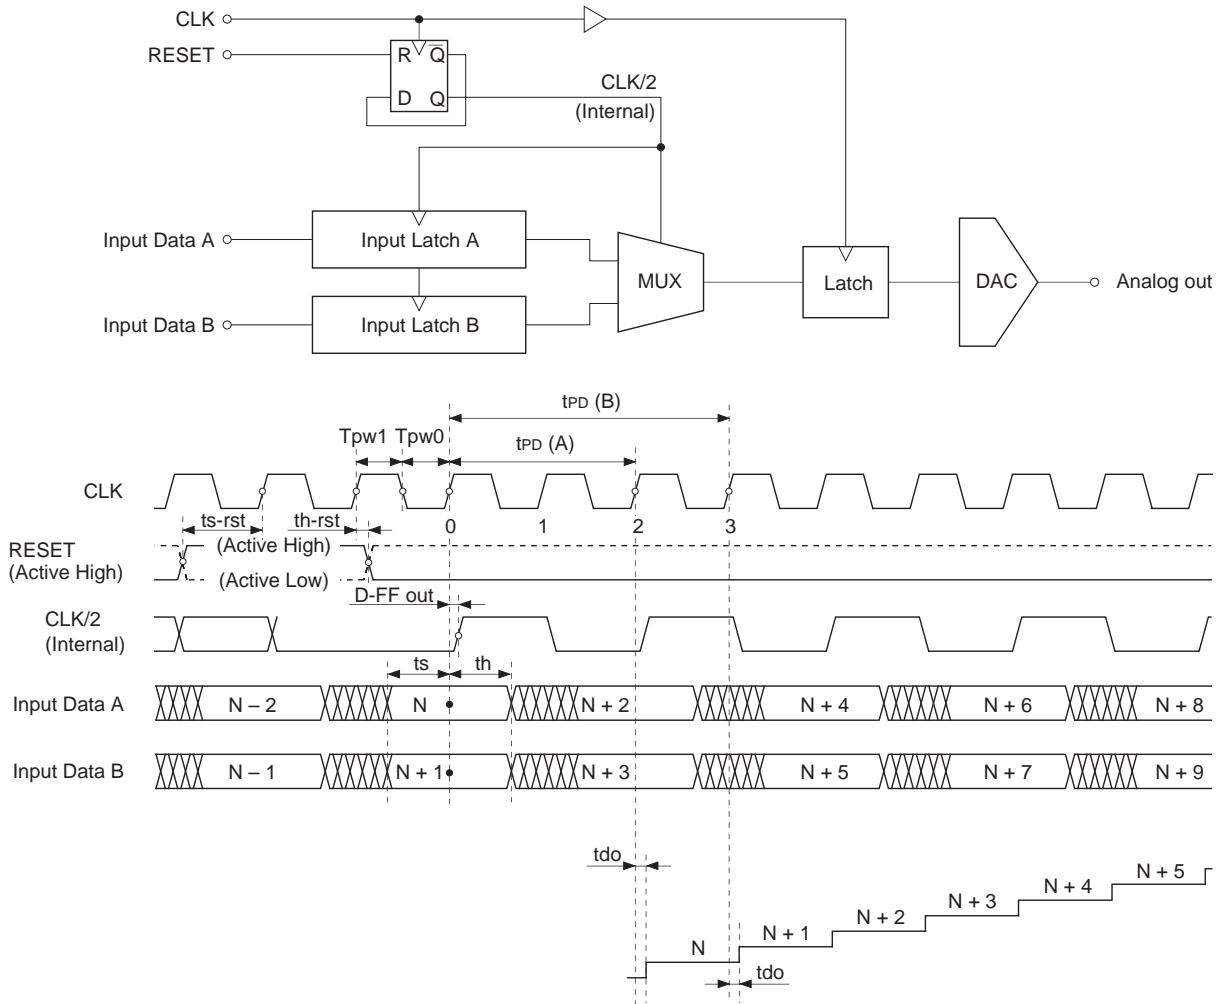 CLK
RESET
R Q̅
D Q
CLK/2
(Internal)
Input Data A
Input Latch A
Input Data B
Input Latch B
MUX
Latch
DAC
Analog out
tPD (B)
Tpw1
Tpw0
tPD (A)
CLK
0
1
2
3
ts-rst
th-rst
RESET
(Active High)
(Active High)
(Active Low)
D-FF out
CLK/2
(Internal)
ts
th
Input Data A
N – 2
N
N + 2
N + 4
N + 6
N + 8
Input Data B
N – 1
N + 1
N + 3
N + 5
N + 7
N + 9
tdo
N
N + 1
N + 2
N + 3
N + 4
N + 5
tdo